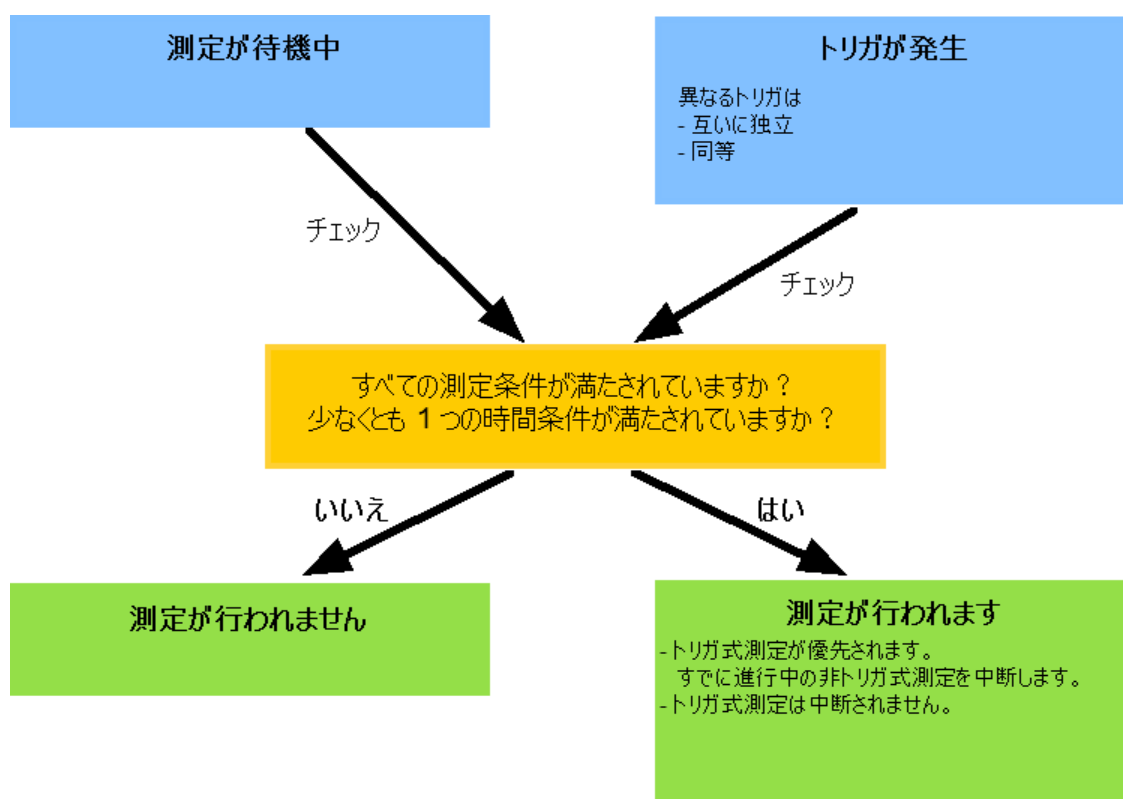 測定が待機中
トリガが発生
異なるトリガは
- 互いに独立
- 同等
チェック
チェック
すべての測定条件が満たされていますか？
少なくとも 1 つの時間条件が満たされていますか？
いいえ
はい
測定が行われません
測定が行われます
- トリガ式測定が優先されます。
すでに進行中の非トリガ式測定を中断します。
- トリガ式測定は中断されません。